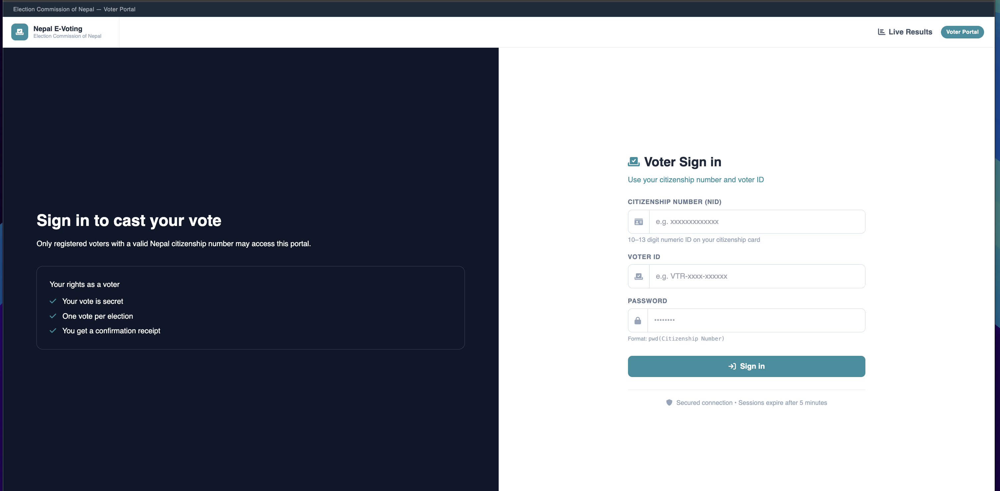 Election Commission of Nepal — Voter Portal
Nepal E-Voting
Election Commission of Nepal
Live Results
Voter Portal
Sign in to cast your vote
Only registered voters with a valid Nepal citizenship number may access this portal.
Your rights as a voter
Your vote is secret
One vote per election
You get a confirmation receipt
Voter Sign in
Use your citizenship number and voter ID
CITIZENSHIP NUMBER (NID)
e.g. xxxxxxxxxxxxx
10–13 digit numeric ID on your citizenship card
VOTER ID
e.g. VTR-xxxx-xxxxxx
PASSWORD
••••••••
Format: pwd(Citizenship Number)
Sign in
Secured connection • Sessions expire after 5 minutes